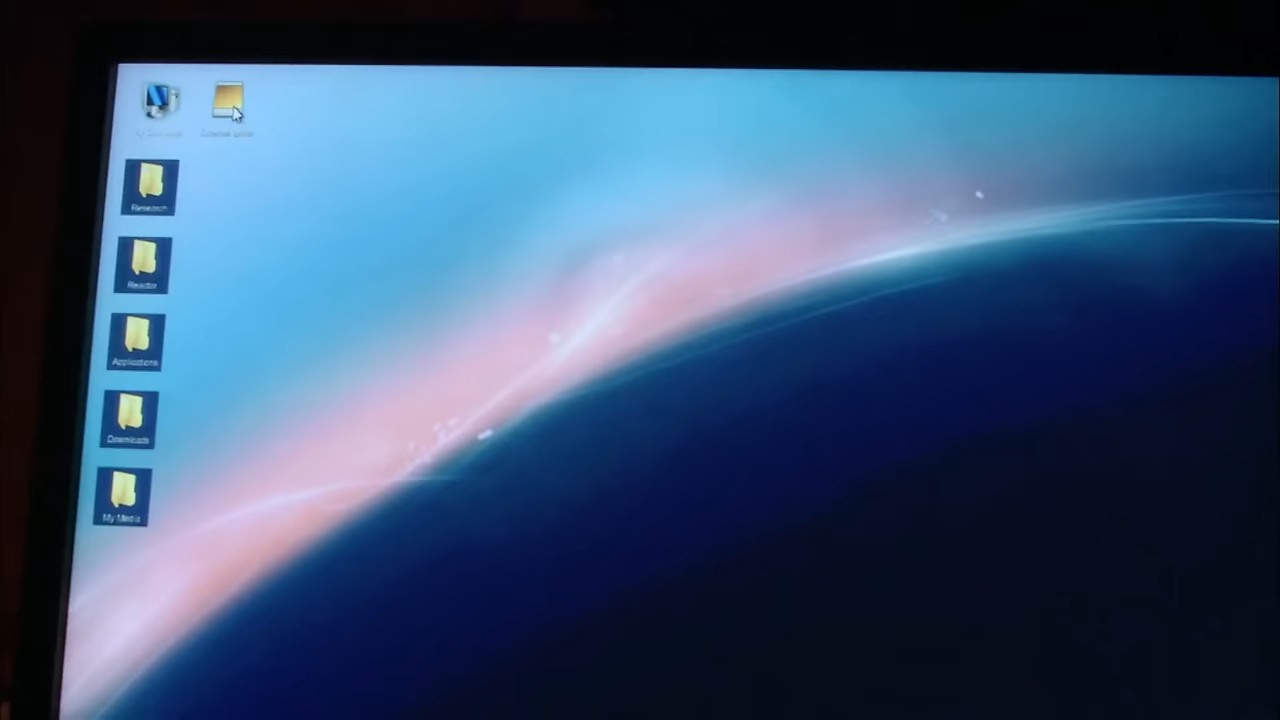 Research
Reactor
Applications
Downloads
My Media